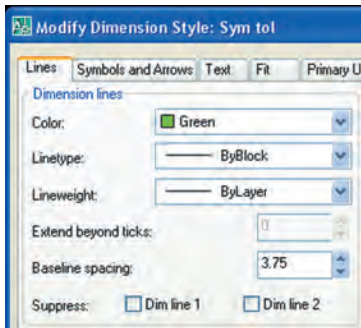 Modify Dimension Style: Sym tol
Lines Symbols and Arrows Text Fit Primary U
Dimension lines
Color: Green
Linetype: ByBlock
Lineweight: ByLayer
Extend beyond ticks: 0
Baseline spacing: 3.75
Suppress: Dim line 1 Dim line 2